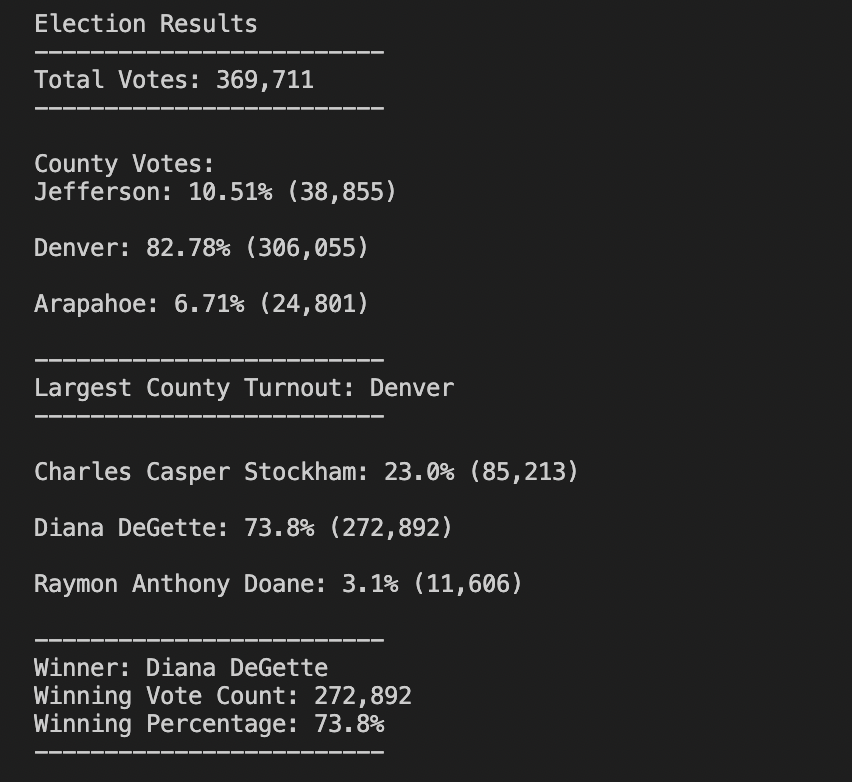 Election Results
-------------------------
Total Votes: 369,711
-------------------------
County Votes:
Jefferson: 10.51% (38,855)
Denver: 82.78% (306,055)
Arapahoe: 6.71% (24,801)
-------------------------
Largest County Turnout: Denver
-------------------------
Charles Casper Stockham: 23.0% (85,213)
Diana DeGette: 73.8% (272,892)
Raymon Anthony Doane: 3.1% (11,606)
-------------------------
Winner: Diana DeGette
Winning Vote Count: 272,892
Winning Percentage: 73.8%
-------------------------